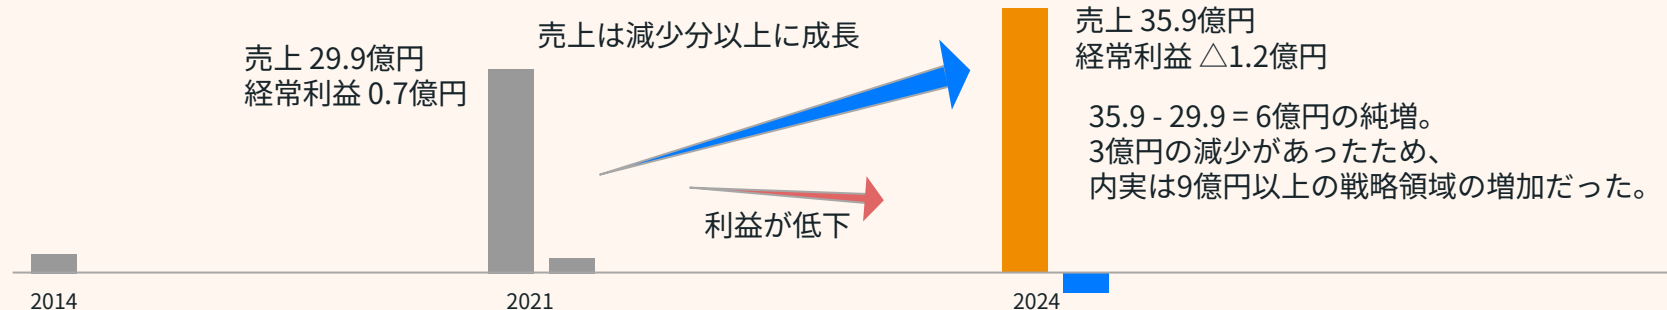 売上 29.9億円
経常利益 0.7億円
売上は減少分以上に成長
利益が低下
売上 35.9億円
経常利益 △1.2億円
35.9 - 29.9 = 6億円の純増。
3億円の減少があったため、
内実は9億円以上の戦略領域の増加だった。
2014
2021
2024